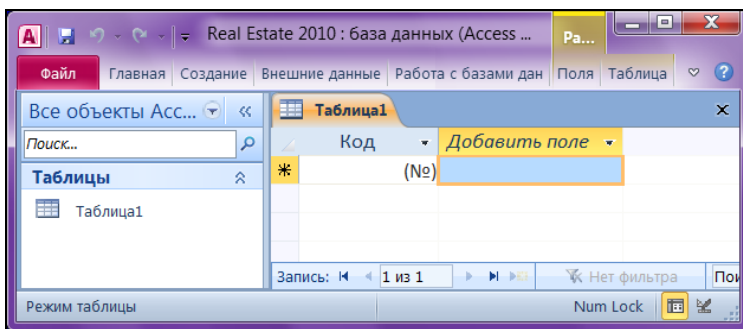 Real Estate 2010 : база данных (Access ...
Ра...
Файл Главная Создание Внешние данные Работа с базами дан Поля Таблица
Все объекты Acc...
Таблица1
Поиск...
Код Добавить поле
Таблицы
(№)
Таблица1
Запись: 1 из 1 Нет фильтра Пои
Режим таблицы Num Lock